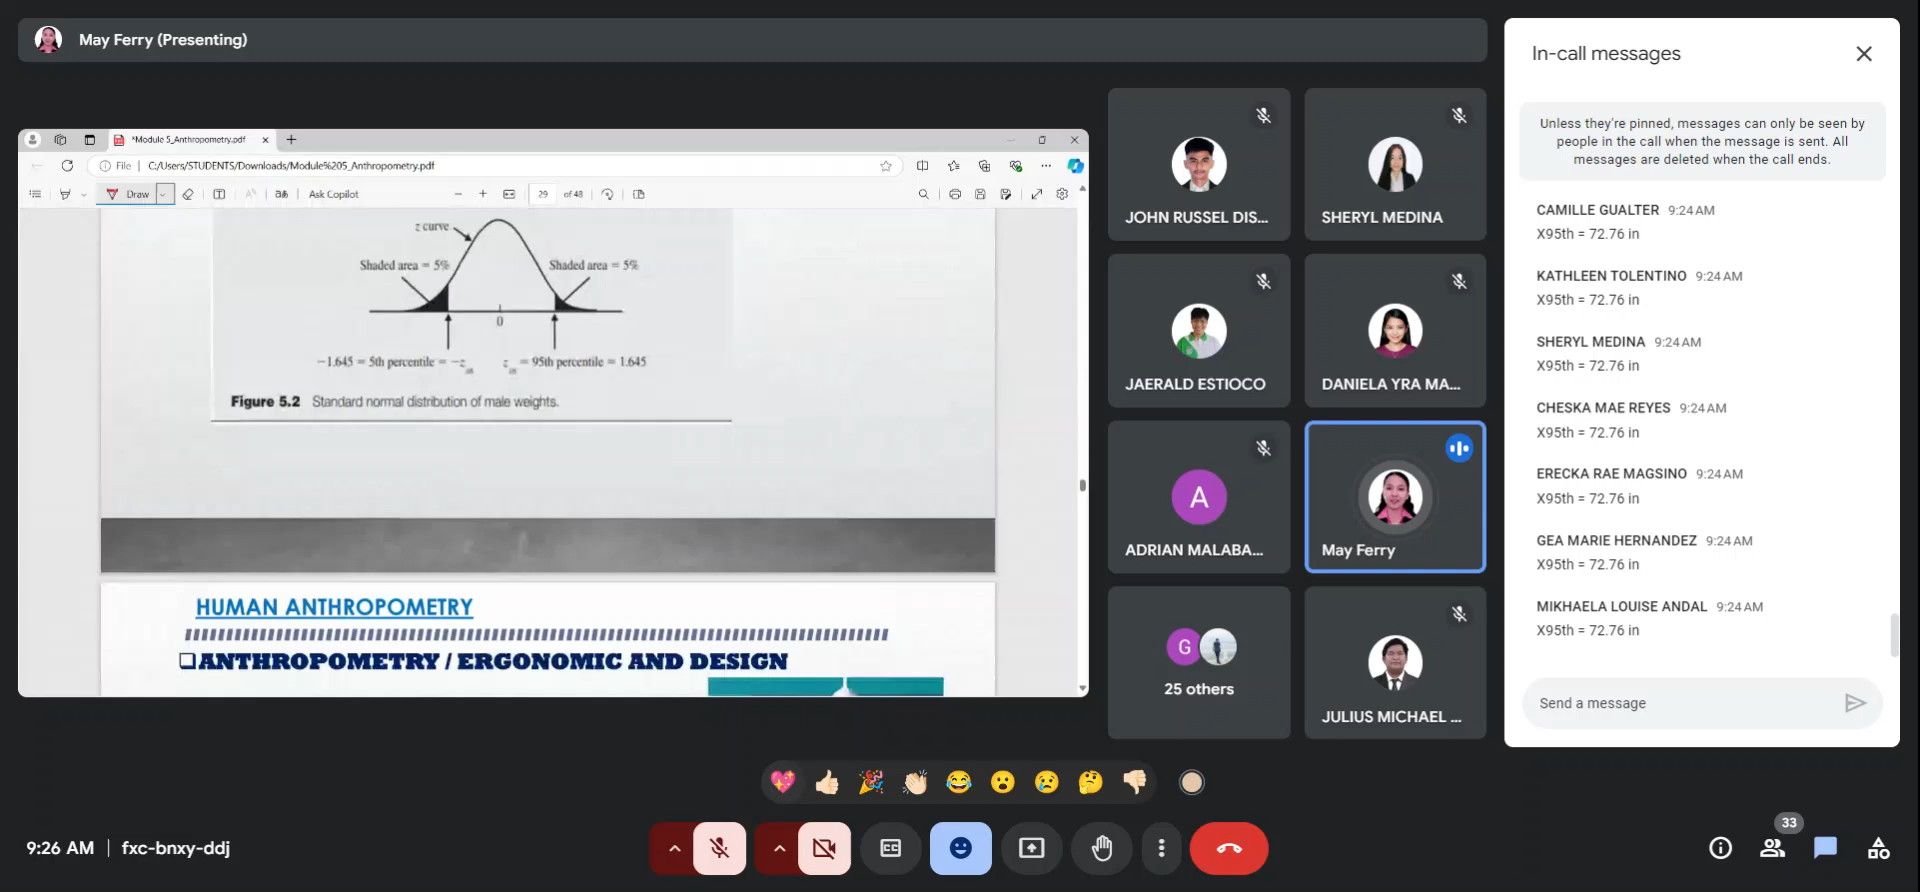 May Ferry (Presenting)
*Module 5_Anthropometry.pdf
File | C:/Users/STUDENTS/Downloads/Module%205_Anthropometry.pdf
Draw
Ask Copilot
29 of 48
z curve
Shaded area = 5%
Shaded area = 5%
0
−1.645 = 5th percentile = −z.05
z.05 = 95th percentile = 1.645
Figure 5.2 Standard normal distribution of male weights.
HUMAN ANTHROPOMETRY
ANTHROPOMETRY / ERGONOMIC AND DESIGN
JOHN RUSSEL DIS...
SHERYL MEDINA
JAERALD ESTIOCO
DANIELA YRA MA...
A
ADRIAN MALABA...
May Ferry
G
25 others
JULIUS MICHAEL ...
In-call messages
Unless they're pinned, messages can only be seen by
people in the call when the message is sent. All
messages are deleted when the call ends.
CAMILLE GUALTER 9:24 AM
X95th = 72.76 in
KATHLEEN TOLENTINO 9:24 AM
X95th = 72.76 in
SHERYL MEDINA 9:24 AM
X95th = 72.76 in
CHESKA MAE REYES 9:24 AM
X95th = 72.76 in
ERECKA RAE MAGSINO 9:24 AM
X95th = 72.76 in
GEA MARIE HERNANDEZ 9:24 AM
X95th = 72.76 in
MIKHAELA LOUISE ANDAL 9:24 AM
X95th = 72.76 in
Send a message
9:26 AM | fxc-bnxy-ddj
33